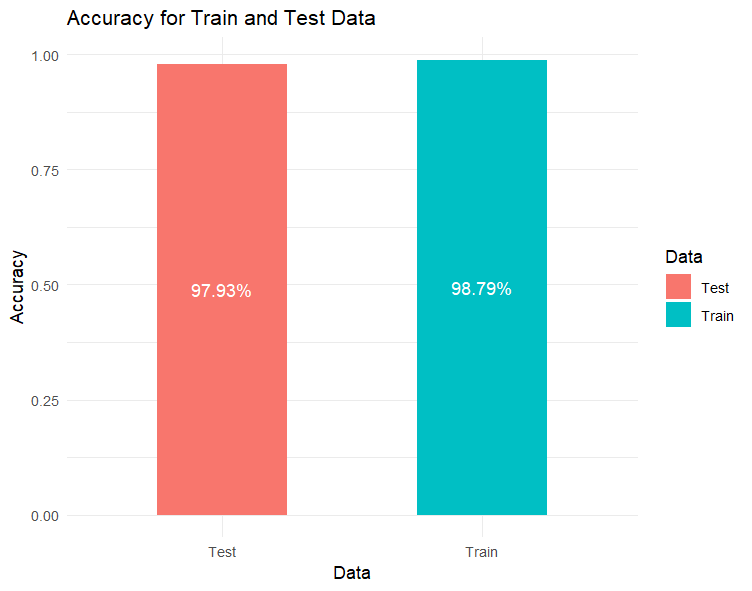 Accuracy for Train and Test Data
1.00
0.75
0.50
0.25
0.00
Accuracy
97.93%
98.79%
Test
Train
Data
Data
Test
Train